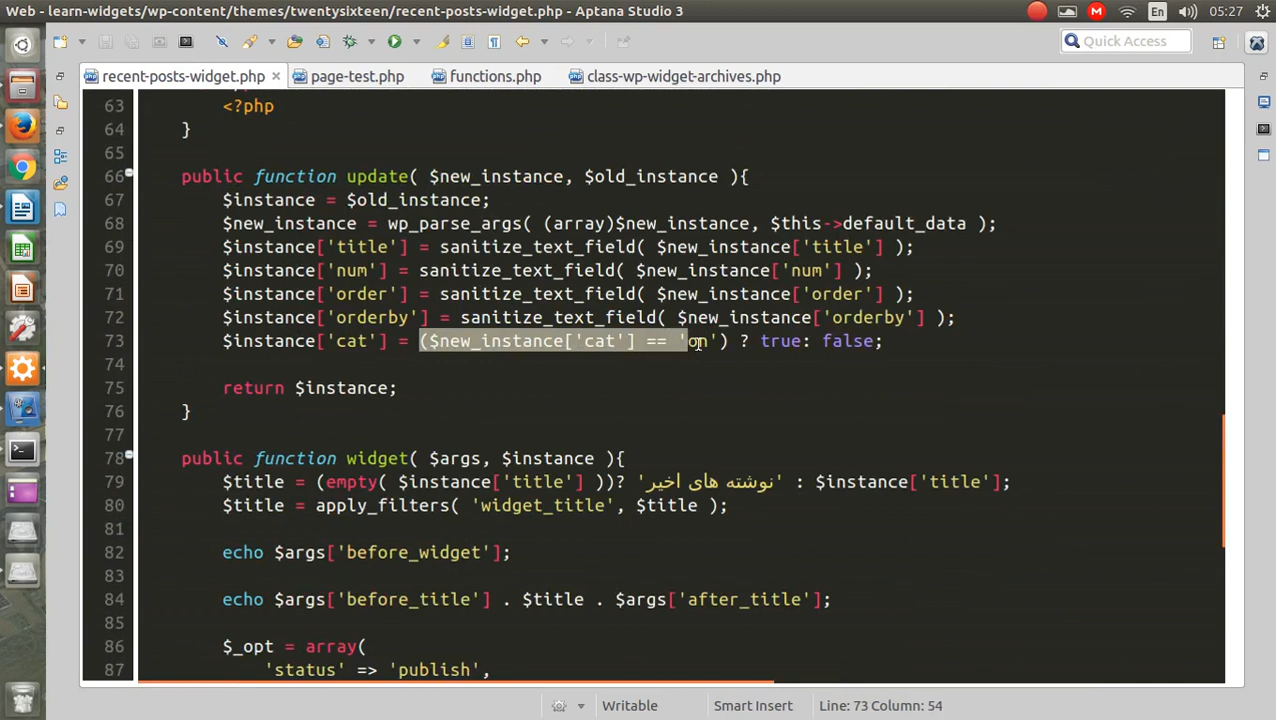 Web - learn-widgets/wp-content/themes/twentysixteen/recent-posts-widget.php - Aptana Studio 3
En
05:27
Quick Access
recent-posts-widget.php
page-test.php
functions.php
class-wp-widget-archives.php
63 <?php
64 }
65
66 public function update( $new_instance, $old_instance ){
67 $instance = $old_instance;
68 $new_instance = wp_parse_args( (array)$new_instance, $this->default_data );
69 $instance['title'] = sanitize_text_field( $new_instance['title'] );
70 $instance['num'] = sanitize_text_field( $new_instance['num'] );
71 $instance['order'] = sanitize_text_field( $new_instance['order'] );
72 $instance['orderby'] = sanitize_text_field( $new_instance['orderby'] );
73 $instance['cat'] = ($new_instance['cat'] == 'on') ? true: false;
74
75 return $instance;
76 }
77
78 public function widget( $args, $instance ){
79 $title = (empty( $instance['title'] ))? 'نوشته های اخیر' : $instance['title'];
80 $title = apply_filters( 'widget_title', $title );
81
82 echo $args['before_widget'];
83
84 echo $args['before_title'] . $title . $args['after_title'];
85
86 $_opt = array(
87 'status' => 'publish',
Writable
Smart Insert
Line: 73 Column: 54